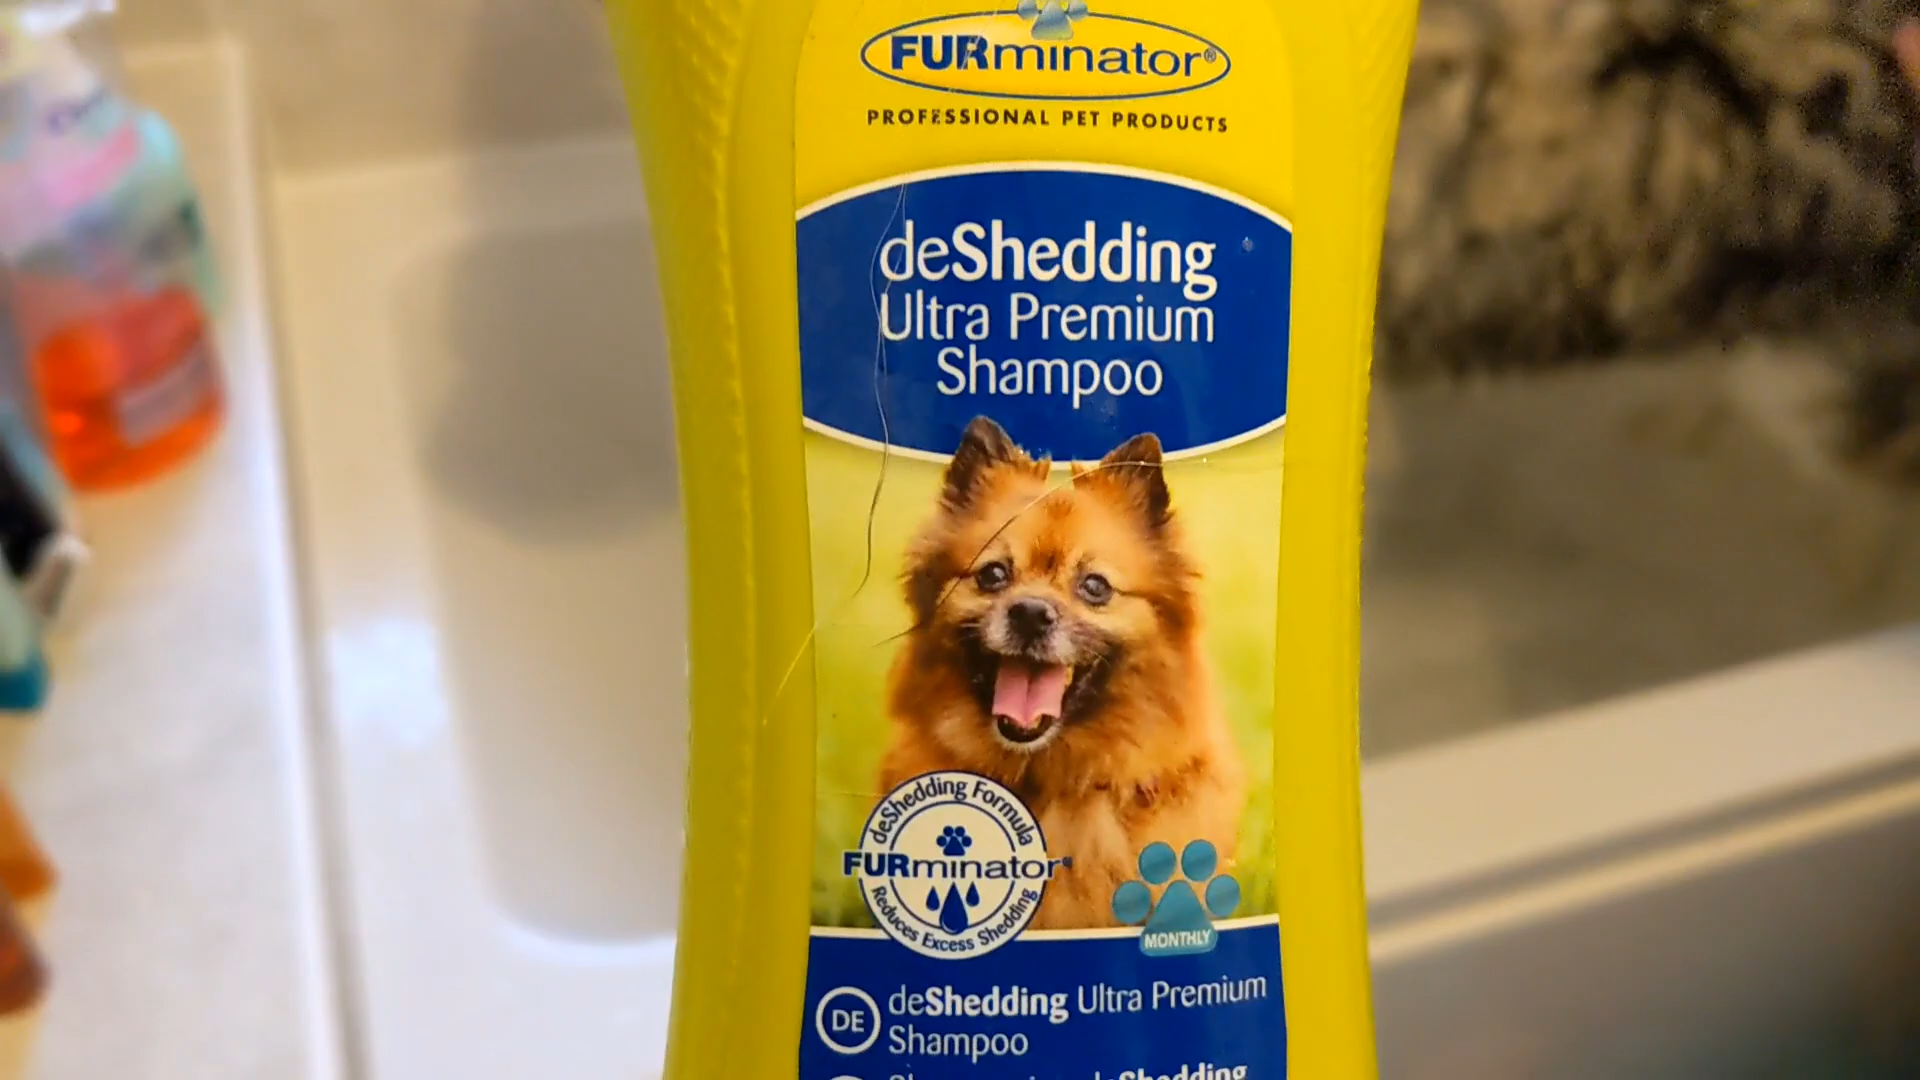 FURminator®
PROFESSIONAL PET PRODUCTS
deShedding
Ultra Premium
Shampoo
deShedding Formula
FURminator®
Reduces Excess Shedding
MONTHLY
DE
deShedding Ultra Premium
Shampoo
deShedding